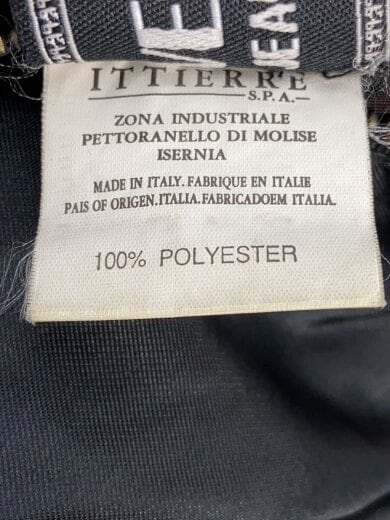 ITTIERRE
S.P.A.
ZONA INDUSTRIALE
PETTORANELLO DI MOLISE
ISERNIA
MADE IN ITALY. FABRIQUE EN ITALIE
PAIS OF ORIGEN.ITALIA.FABRICADOEM ITALIA.
100% POLYESTER